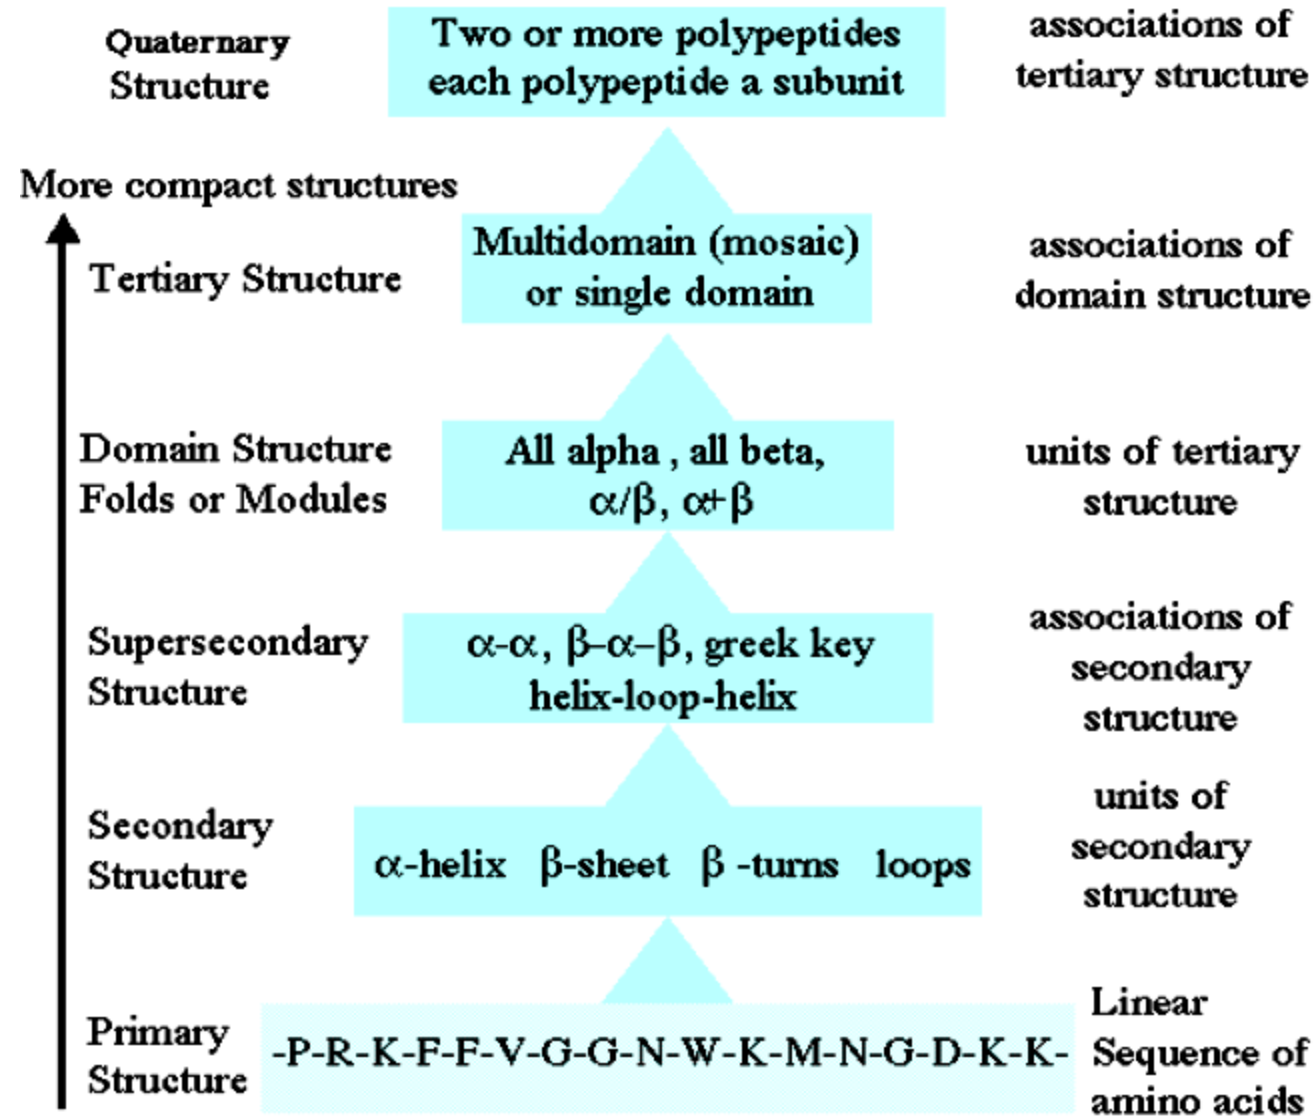 Quaternary
Structure
Two or more polypeptides
each polypeptide a subunit
associations of
tertiary structure
More compact structures
Tertiary Structure
Multidomain (mosaic)
or single domain
associations of
domain structure
Domain Structure
Folds or Modules
All alpha , all beta,
α/β, α+β
units of tertiary
structure
Supersecondary
Structure
α-α, β-α-β, greek key
helix-loop-helix
associations of
secondary
structure
Secondary
Structure
α-helix β-sheet β -turns loops
units of
secondary
structure
Primary
Structure
-P-R-K-F-F-V-G-G-N-W-K-M-N-G-D-K-K-
Linear
Sequence of
amino acids